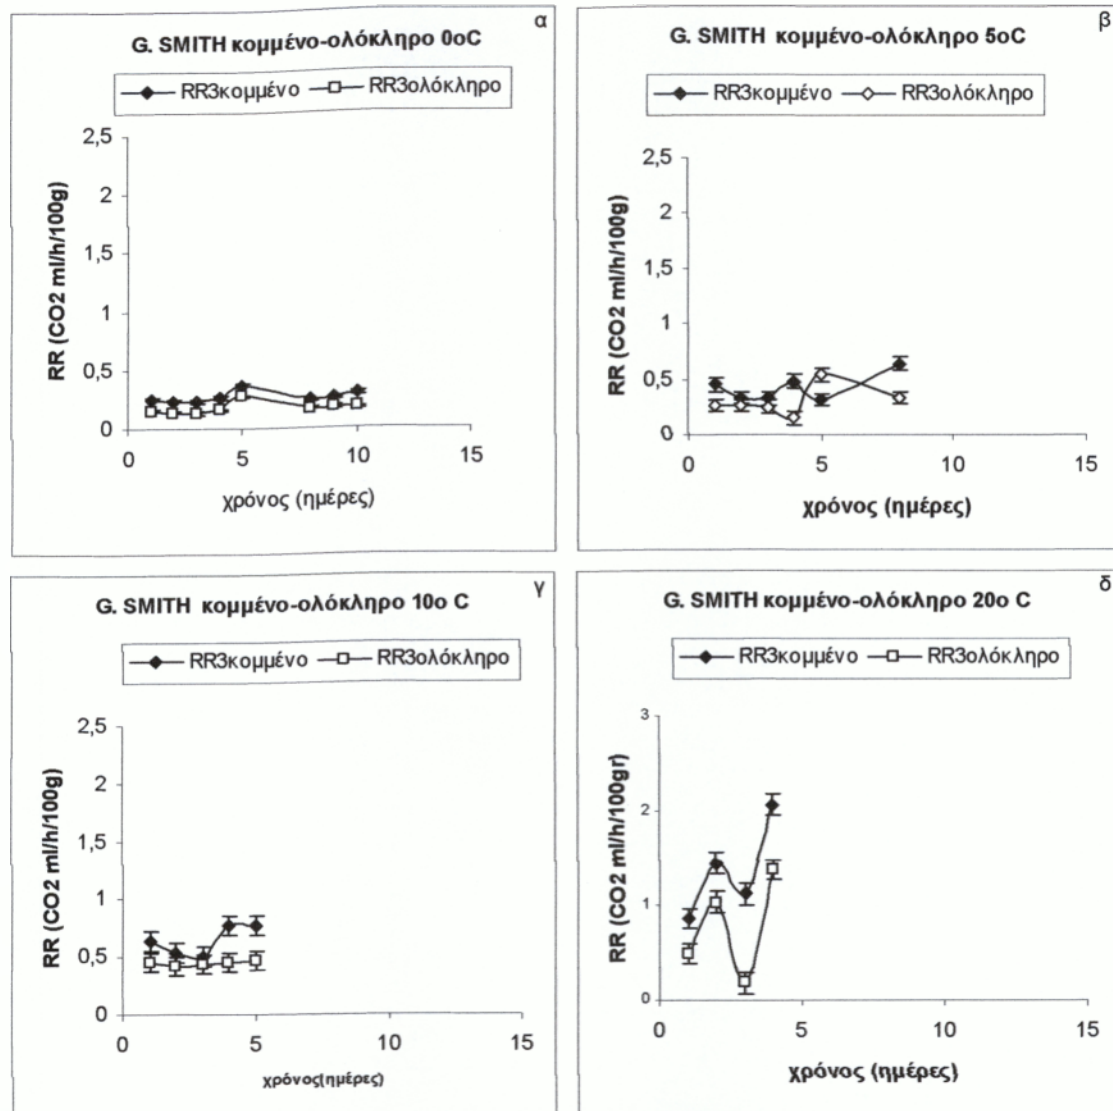 α
G. SMITH κομμένο-ολόκληρο 0oC
RR3κομμένο RR3ολόκληρο
RR (CO2 ml/h/100g)
2,5
2
1,5
1
0,5
0
0 5 10 15
χρόνος (ημέρες)
β
G. SMITH κομμένο-ολόκληρο 5oC
RR3κομμένο RR3ολόκληρο
RR (CO2 ml/h/100g)
2,5
2
1,5
1
0,5
0
0 5 10 15
χρόνος (ημέρες)
γ
G. SMITH κομμένο-ολόκληρο 10o C
RR3κομμένο RR3ολόκληρο
RR (CO2 ml/h/100g)
2,5
2
1,5
1
0,5
0
0 5 10 15
χρόνος(ημέρες)
δ
G. SMITH κομμένο-ολόκληρο 20o C
RR3κομμένο RR3ολόκληρο
RR (CO2 ml/h/100gr)
3
2
1
0
0 5 10 15
χρόνος (ημέρες)